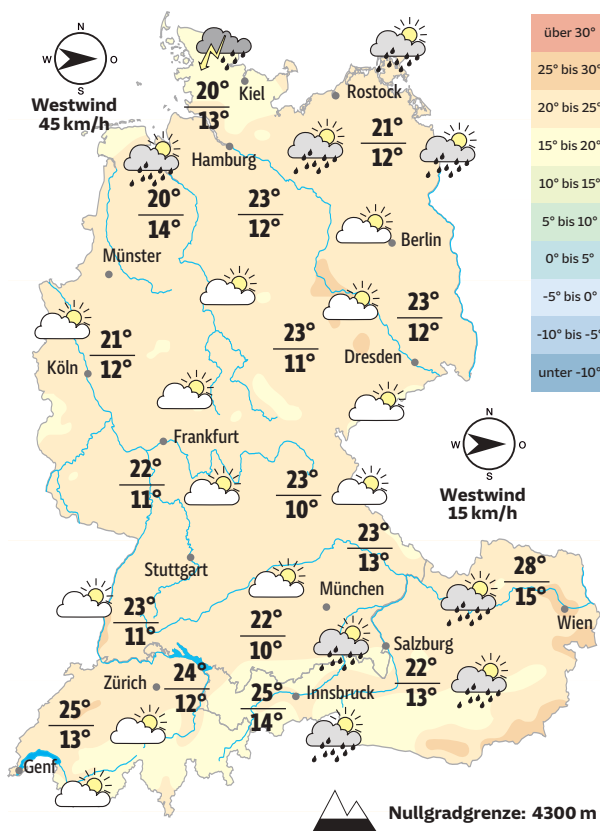 N
W O
S
Westwind
45 km/h
über 30°
25° bis 30°
20° bis 25°
15° bis 20°
10° bis 15°
5° bis 10°
0° bis 5°
-5° bis 0°
-10° bis -5°
unter -10°
20°
13°
Kiel
Rostock
21°
12°
Hamburg
20°
14°
23°
12°
Berlin
Münster
23°
12°
21°
12°
23°
11°
Dresden
Köln
Frankfurt
N
W O
S
Westwind
15 km/h
22°
11°
23°
10°
23°
13°
Stuttgart
28°
15°
München
Wien
23°
11°
22°
10°
Salzburg
22°
13°
Zürich
24°
12°
25°
14°
Innsbruck
25°
13°
Genf
Nullgradgrenze: 4300 m